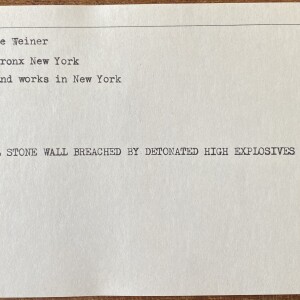 e Weiner
ronx New York
nd works in New York
STONE WALL BREACHED BY DETONATED HIGH EXPLOSIVES